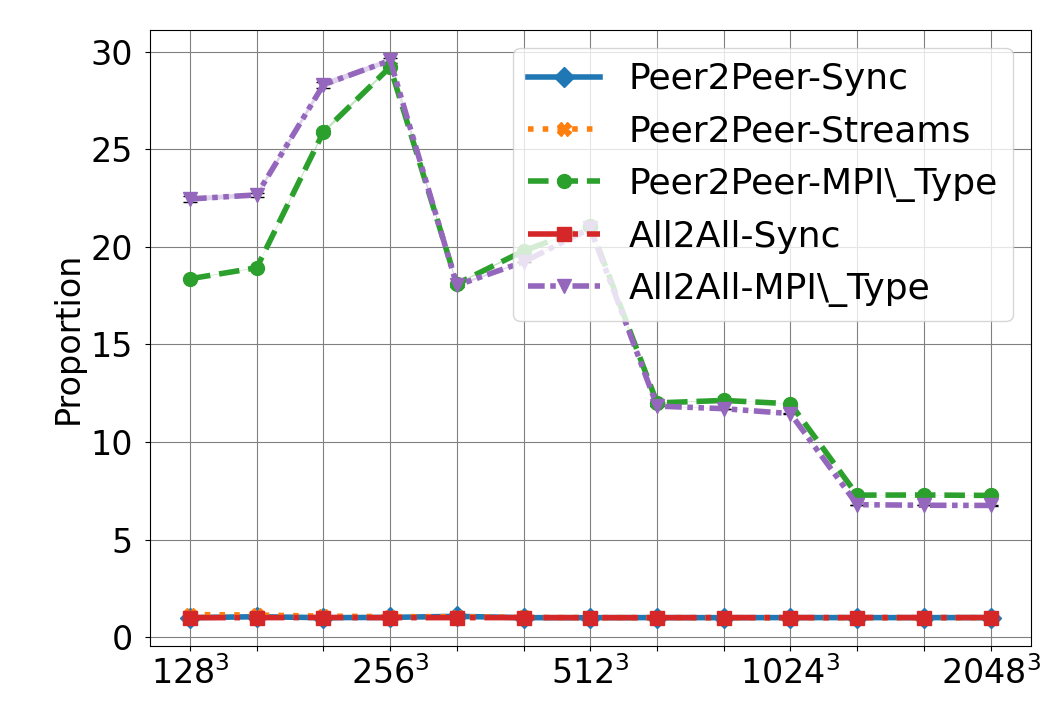 Proportion
30
25
20
15
10
5
0
Peer2Peer-Sync
Peer2Peer-Streams
Peer2Peer-MPI\_Type
All2All-Sync
All2All-MPI\_Type
128³ 256³ 512³ 1024³ 2048³